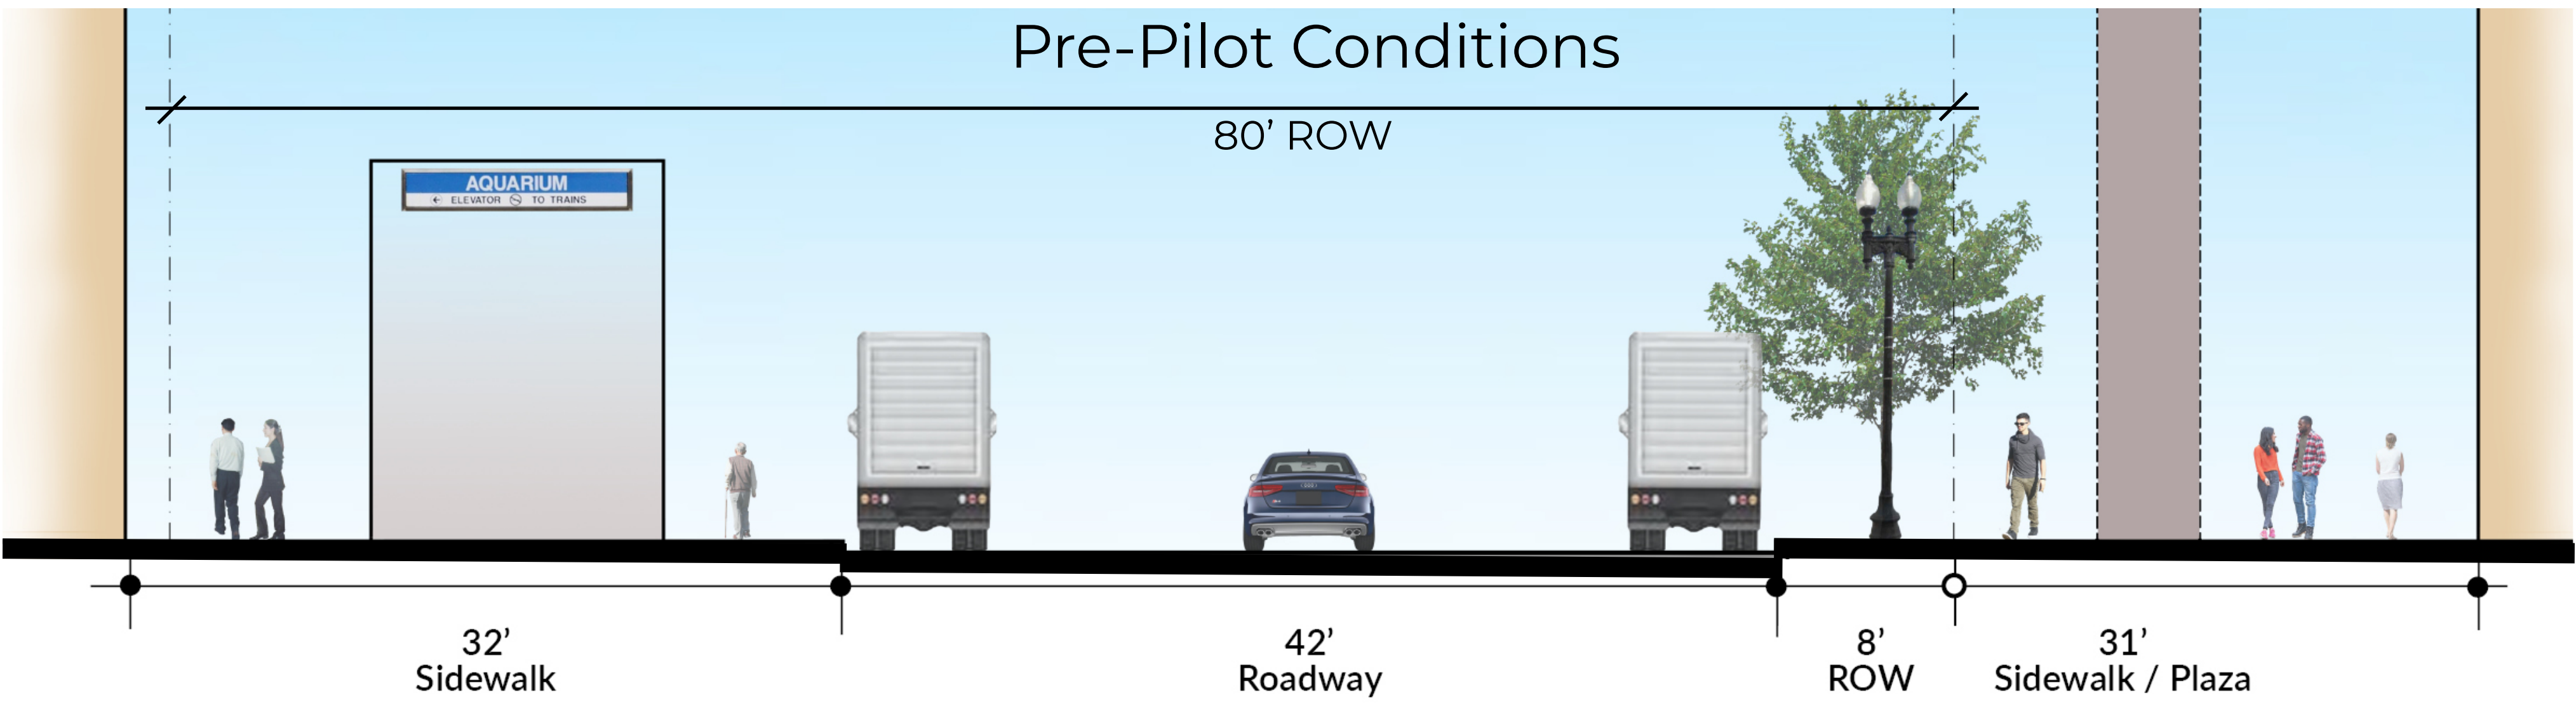 Pre-Pilot Conditions
80’ ROW
AQUARIUM
ELEVATOR TO TRAINS
32’
Sidewalk
42’
Roadway
8’
ROW
31’
Sidewalk / Plaza